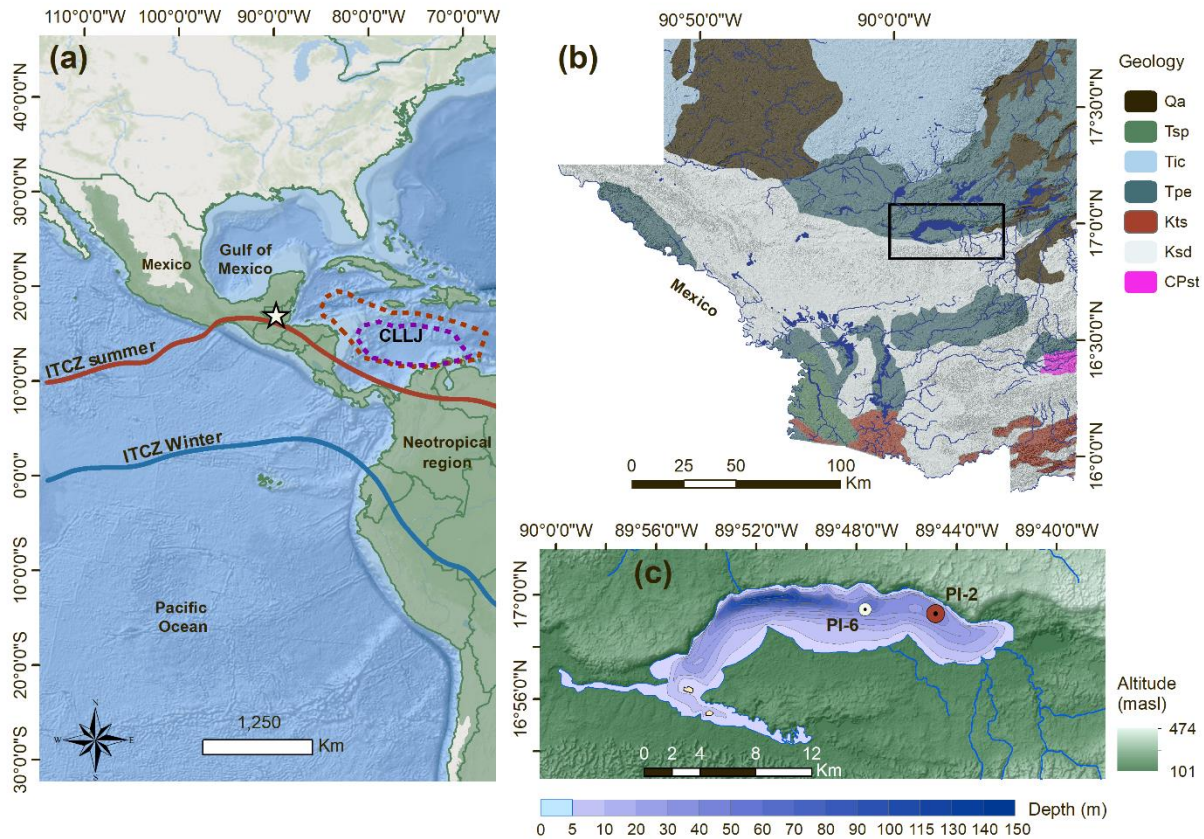 110°0'0"W 100°0'0"W 90°0'0"W 80°0'0"W 70°0'0"W
(a)
40°0'0"N
30°0'0"N
20°0'0"N
10°0'0"N
0°0'0"
10°0'0"S
20°0'0"S
30°0'0"S
Gulf of
Mexico
Mexico
CLLJ
ITCZ summer
ITCZ Winter
Neotropical
region
Pacific
Ocean
N
W E
S
1,250
Km
90°50'0"W 90°0'0"W
(b)
17°30'0"N
17°0'0"N
16°30'0"N
16°0'0"N
Mexico
0 25 50 100
Km
Geology
Qa
Tsp
Tic
Tpe
Kts
Ksd
CPst
90°0'0"W 89°56'0"W 89°52'0"W 89°48'0"W 89°44'0"W 89°40'0"W
(c)
17°0'0"N
16°56'0"N
PI-2
PI-6
0 2 4 8 12
Km
Altitude
(masl)
474
101
Depth (m)
0 5 10 20 30 60 70 80 90 100 115 130 140 150